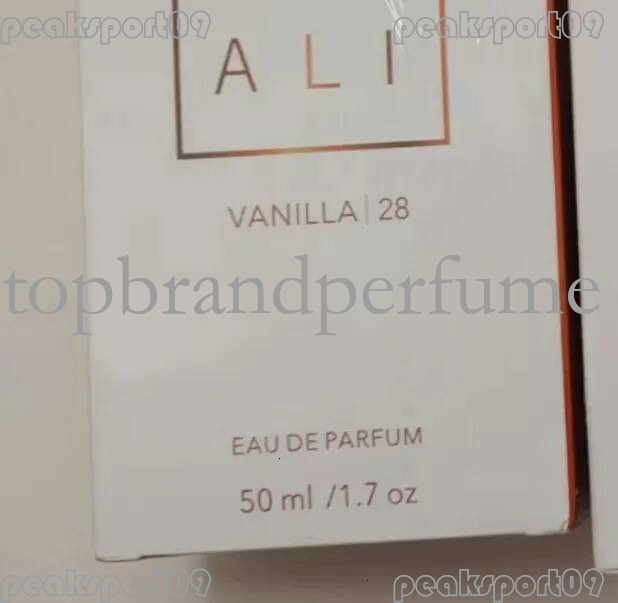 peaksport09 peaksport09
ALI
VANILLA | 28
topbrandperfume
EAU DE PARFUM
50 ml /1.7 oz
peaksport09 peaksport09